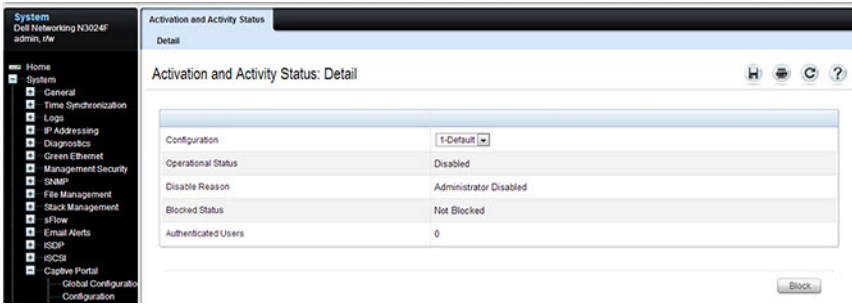 System
Dell Networking N3024F
admin, r/w
Home
System
General
Time Synchronization
Logs
IP Addressing
Diagnostics
Green Ethernet
Management Security
SNMP
File Management
Stack Management
sFlow
Email Alerts
ISDP
iSCSI
Captive Portal
Global Configuratio
Configuration
Activation and Activity Status
Detail
Activation and Activity Status: Detail
?
Configuration 1-Default
Operational Status Disabled
Disable Reason Administrator Disabled
Blocked Status Not Blocked
Authenticated Users 0
Block